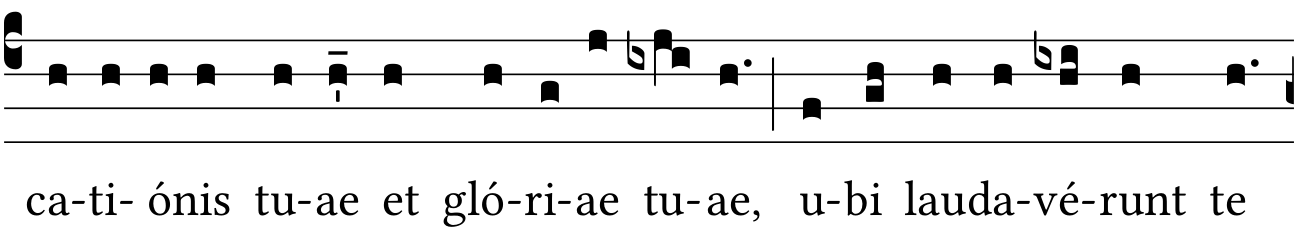 ca-ti- ónis tu-ae et gló-ri-ae tu-ae, u-bi lauda-vé-runt te